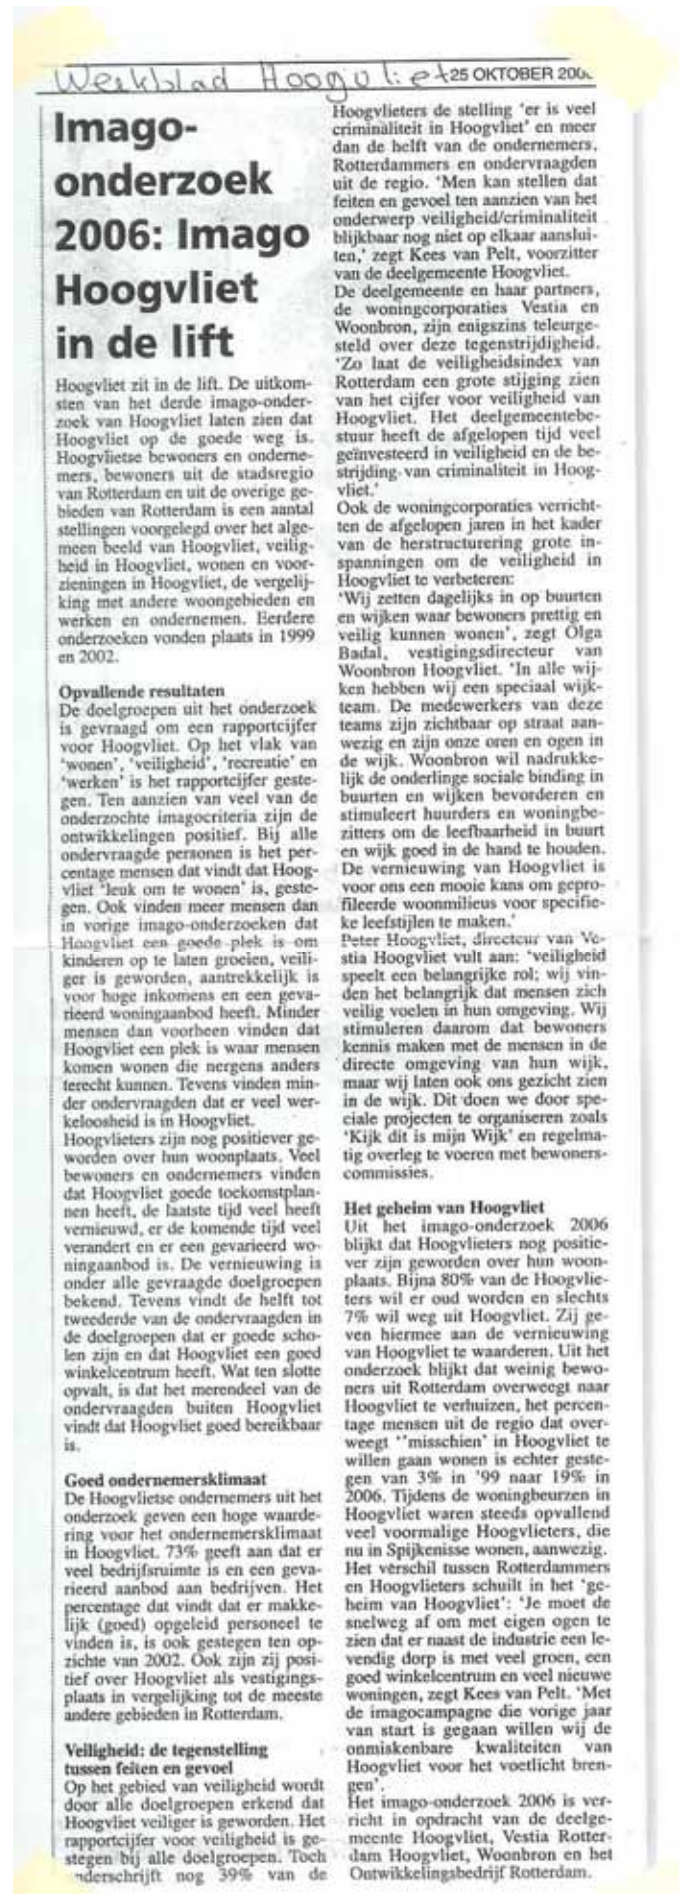 Werkblad Hoogvliet 25 OKTOBER 200
Imago-
onderzoek
2006: Imago
Hoogvliet
in de lift
Hoogvliet zit in de lift. De uitkom-
sten van het derde imago-onder-
zoek van Hoogvliet laten zien dat
Hoogvliet op de goede weg is.
Hoogvlietse bewoners en onderne-
mers, bewoners uit de stadsregio
van Rotterdam en uit de overige ge-
bieden van Rotterdam is een aantal
stellingen voorgelegd over het alge-
meen beeld van Hoogvliet, veilig-
heid in Hoogvliet, wonen en voor-
zieningen in Hoogvliet, de vergelij-
king met andere woongebieden en
werken en ondernemen. Eerdere
onderzoeken vonden plaats in 1999
en 2002.
Opvallende resultaten
De doelgroepen uit het onderzoek
is gevraagd om een rapportcijfer
voor Hoogvliet. Op het vlak van
'wonen', 'veiligheid', 'recreatie' en
'werken' is het rapportcijfer geste-
gen. Ten aanzien van veel van de
onderzochte imagocriteria zijn de
ontwikkelingen positief. Bij alle
ondervraagde personen is het per-
centage mensen dat vindt dat Hoog-
vliet 'leuk om te wonen' is, geste-
gen. Ook vinden meer mensen dan
in vorige imago-onderzoeken dat
Hoogvliet een goede plek is om
kinderen op te laten groeien, veili-
ger is geworden, aantrekkelijk is
voor hoge inkomens en een geva-
rieerd woningaanbod heeft. Minder
mensen dan voorheen vinden dat
Hoogvliet een plek is waar mensen
komen wonen die nergens anders
terecht kunnen. Tevens vinden min-
der ondervraagden dat er veel wer-
keloosheid is in Hoogvliet.
Hoogvlieters zijn nog positiever ge-
worden over hun woonplaats. Veel
bewoners en ondernemers vinden
dat Hoogvliet goede toekomstplan-
nen heeft, de laatste tijd veel heeft
vernieuwd, er de komende tijd veel
verandert en er een gevarieerd wo-
ningaanbod is. De vernieuwing is
onder alle gevraagde doelgroepen
bekend. Tevens vindt de helft tot
tweederde van de ondervraagden in
de doelgroepen dat er goede scho-
len zijn en dat Hoogvliet een goed
winkelcentrum heeft. Wat ten slotte
opvalt, is dat het merendeel van de
ondervraagden buiten Hoogvliet
vindt dat Hoogvliet goed bereikbaar
is.
Goed ondernemersklimaat
De Hoogvlietse ondernemers uit het
onderzoek geven een hoge waarde-
ring voor het ondernemersklimaat
in Hoogvliet. 73% geeft aan dat er
veel bedrijfsruimte is en een geva-
rieerd aanbod aan bedrijven. Het
percentage dat vindt dat er makke-
lijk (goed) opgeleid personeel te
vinden is, is ook gestegen ten op-
zichte van 2002. Ook zijn zij posi-
tief over Hoogvliet als vestigings-
plaats in vergelijking tot de meeste
andere gebieden in Rotterdam.
Veiligheid: de tegenstelling
tussen feiten en gevoel
Op het gebied van veiligheid wordt
door alle doelgroepen erkend dat
Hoogvliet veiliger is geworden. Het
rapportcijfer voor veiligheid is ge-
stegen bij alle doelgroepen. Toch
nderschrijft nog 39% van de
Hoogvlieters de stelling 'er is veel
criminaliteit in Hoogvliet' en meer
dan de helft van de ondernemers,
Rotterdammers en ondervraagden
uit de regio. 'Men kan stellen dat
feiten en gevoel ten aanzien van het
onderwerp veiligheid/criminaliteit
blijkbaar nog niet op elkaar aanslui-
ten,' zegt Kees van Pelt, voorzitter
van de deelgemeente Hoogvliet.
De deelgemeente en haar partners,
de woningcorporaties Vestia en
Woonbron, zijn enigszins teleurge-
steld over deze tegenstrijdigheid.
'Zo laat de veiligheidsindex van
Rotterdam een grote stijging zien
van het cijfer voor veiligheid van
Hoogvliet. Het deelgemeentebe-
stuur heeft de afgelopen tijd veel
geïnvesteerd in veiligheid en de be-
strijding van criminaliteit in Hoog-
vliet.'
Ook de woningcorporaties verricht-
ten de afgelopen jaren in het kader
van de herstructurering grote in-
spanningen om de veiligheid in
Hoogvliet te verbeteren:
'Wij zetten dagelijks in op buurten
en wijken waar bewoners prettig en
veilig kunnen wonen', zegt Olga
Badal, vestigingsdirecteur van
Woonbron Hoogvliet. 'In alle wij-
ken hebben wij een speciaal wijk-
team. De medewerkers van deze
teams zijn zichtbaar op straat aan-
wezig en zijn onze oren en ogen in
de wijk. Woonbron wil nadrukke-
lijk de onderlinge sociale binding in
buurten en wijken bevorderen en
stimuleert huurders en woningbe-
zitters om de leefbaarheid in buurt
en wijk goed in de hand te houden.
De vernieuwing van Hoogvliet is
voor ons een mooie kans om gepro-
fileerde woonmilieus voor specifie-
ke leefstijlen te maken.'
Peter Hoogvliet, directeur van Ve-
stia Hoogvliet vult aan: 'veiligheid
speelt een belangrijke rol; wij vin-
den het belangrijk dat mensen zich
veilig voelen in hun omgeving. Wij
stimuleren daarom dat bewoners
kennis maken met de mensen in de
directe omgeving van hun wijk,
maar wij laten ook ons gezicht zien
in de wijk. Dit doen we door spe-
ciale projecten te organiseren zoals
'Kijk dit is mijn Wijk' en regelma-
tig overleg te voeren met bewoners-
commissies.
Het geheim van Hoogvliet
Uit het imago-onderzoek 2006
blijkt dat Hoogvlieters nog positie-
ver zijn geworden over hun woon-
plaats. Bijna 80% van de Hoogvlie-
ters wil er oud worden en slechts
7% wil weg uit Hoogvliet. Zij ge-
ven hiermee aan de vernieuwing
van Hoogvliet te waarderen. Uit het
onderzoek blijkt dat weinig bewo-
ners uit Rotterdam overweegt naar
Hoogvliet te verhuizen, het percen-
tage mensen uit de regio dat over-
weegt ''misschien' in Hoogvliet te
willen gaan wonen is echter geste-
gen van 3% in '99 naar 19% in
2006. Tijdens de woningbeurzen in
Hoogvliet waren steeds opvallend
veel voormalige Hoogvlieters, die
nu in Spijkenisse wonen, aanwezig.
Het verschil tussen Rotterdammers
en Hoogvlieters schuilt in het 'ge-
heim van Hoogvliet': 'Je moet de
snelweg af om met eigen ogen te
zien dat er naast de industrie een le-
vendig dorp is met veel groen, een
goed winkelcentrum en veel nieuwe
woningen, zegt Kees van Pelt. 'Met
de imagocampagne die vorige jaar
van start is gegaan willen wij de
onmiskenbare kwaliteiten van
Hoogvliet voor het voetlicht bren-
gen'.
Het imago-onderzoek 2006 is ver-
richt in opdracht van de deelge-
meente Hoogvliet, Vestia Rotter-
dam Hoogvliet, Woonbron en het
Ontwikkelingsbedrijf Rotterdam.